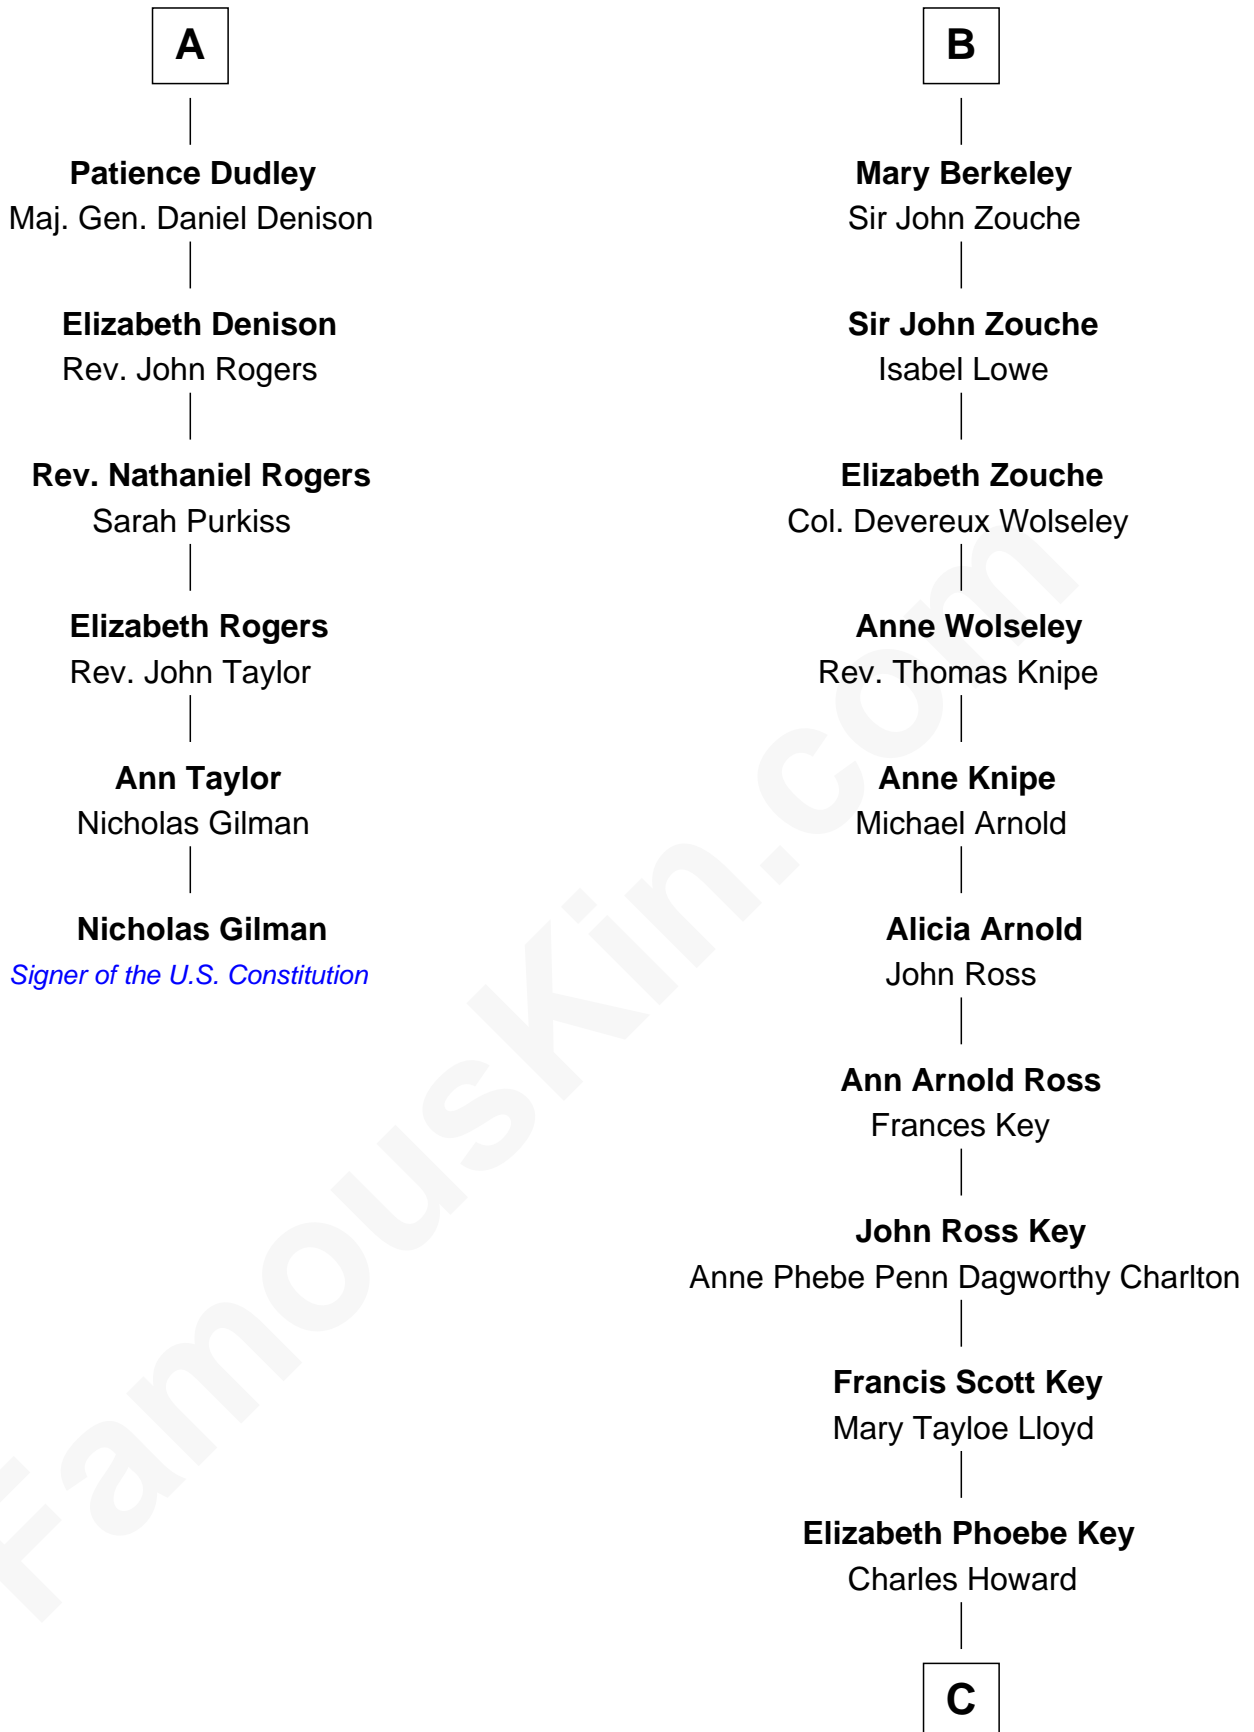 A
Patience Dudley
Maj. Gen. Daniel Denison
Elizabeth Denison
Rev. John Rogers
Rev. Nathaniel Rogers
Sarah Purkiss
Elizabeth Rogers
Rev. John Taylor
Ann Taylor
Nicholas Gilman
Nicholas Gilman
Signer of the U.S. Constitution
B
Mary Berkeley
Sir John Zouche
Sir John Zouche
Isabel Lowe
Elizabeth Zouche
Col. Devereux Wolseley
Anne Wolseley
Rev. Thomas Knipe
Anne Knipe
Michael Arnold
Alicia Arnold
John Ross
Ann Arnold Ross
Frances Key
John Ross Key
Anne Phebe Penn Dagworthy Charlton
Francis Scott Key
Mary Tayloe Lloyd
Elizabeth Phoebe Key
Charles Howard
C
FamousKin.com